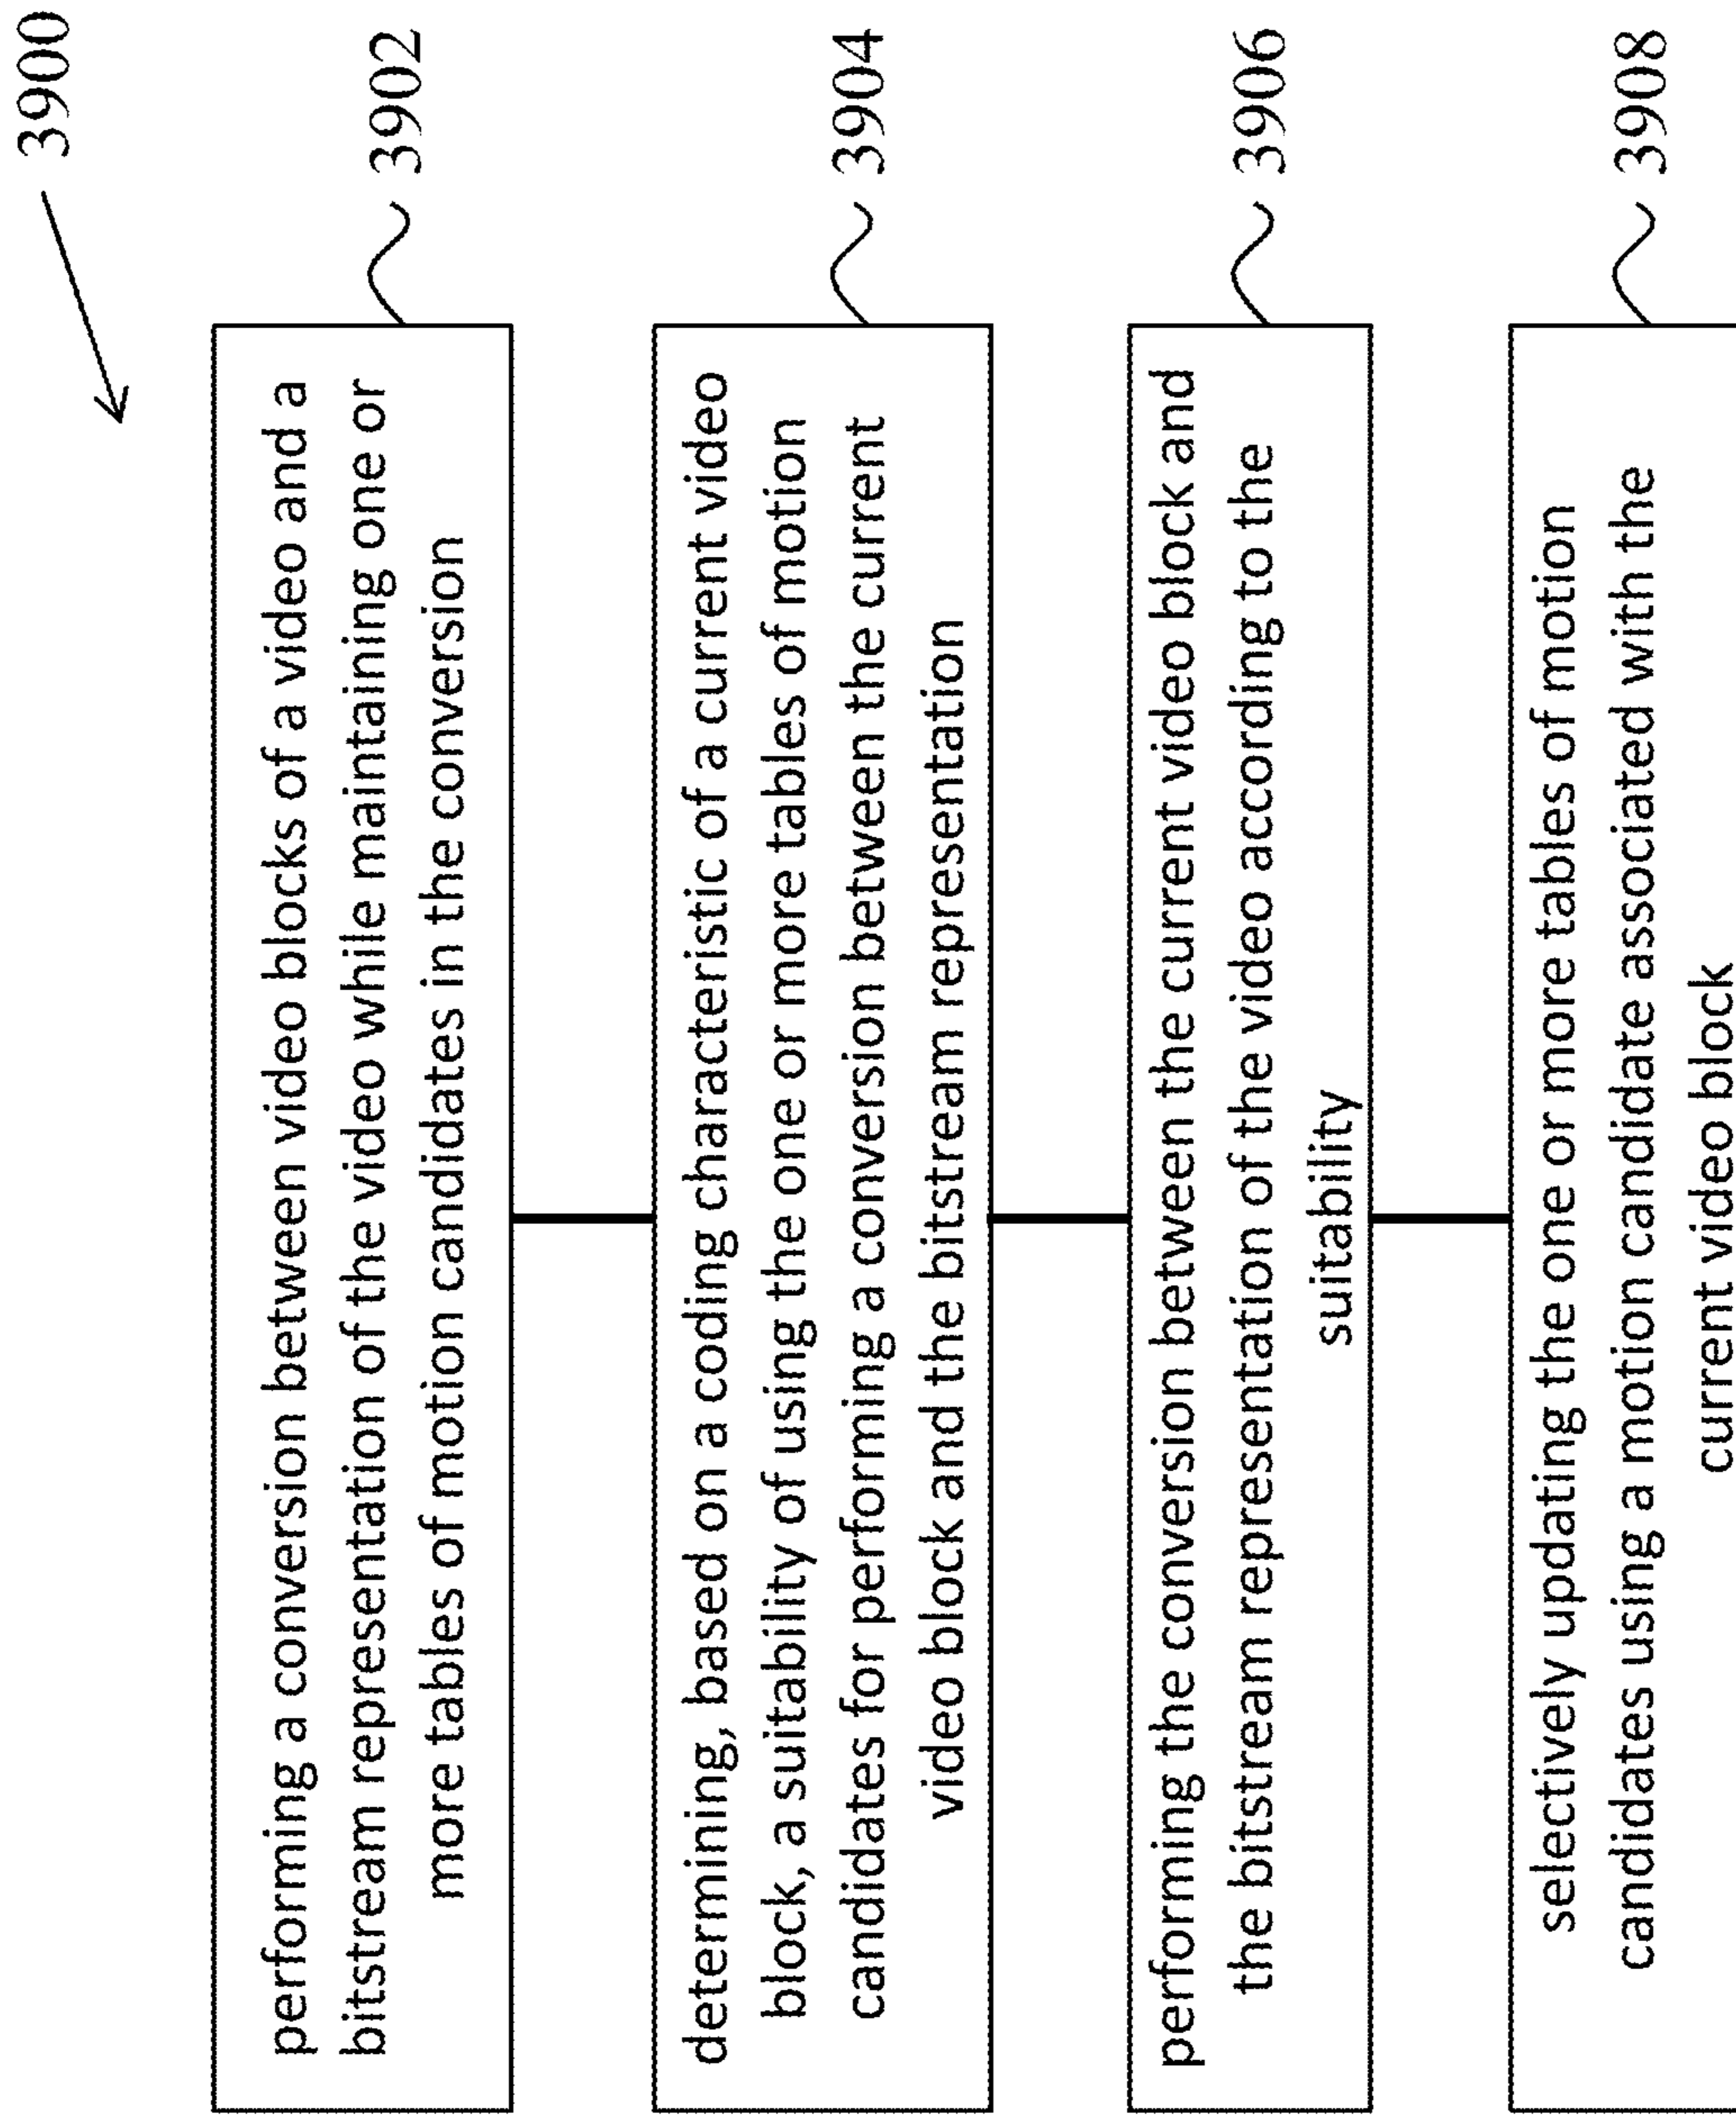 3900
performing a conversion between video blocks of a video and a
bitstream representation of the video while maintaining one or
more tables of motion candidates in the conversion
3902
determining, based on a coding characteristic of a current video
block, a suitability of using the one or more tables of motion
candidates for performing a conversion between the current
video block and the bitstream representation
3904
performing the conversion between the current video block and
the bitstream representation of the video according to the
suitability
3906
selectively updating the one or more tables of motion
candidates using a motion candidate associated with the
current video block
3908